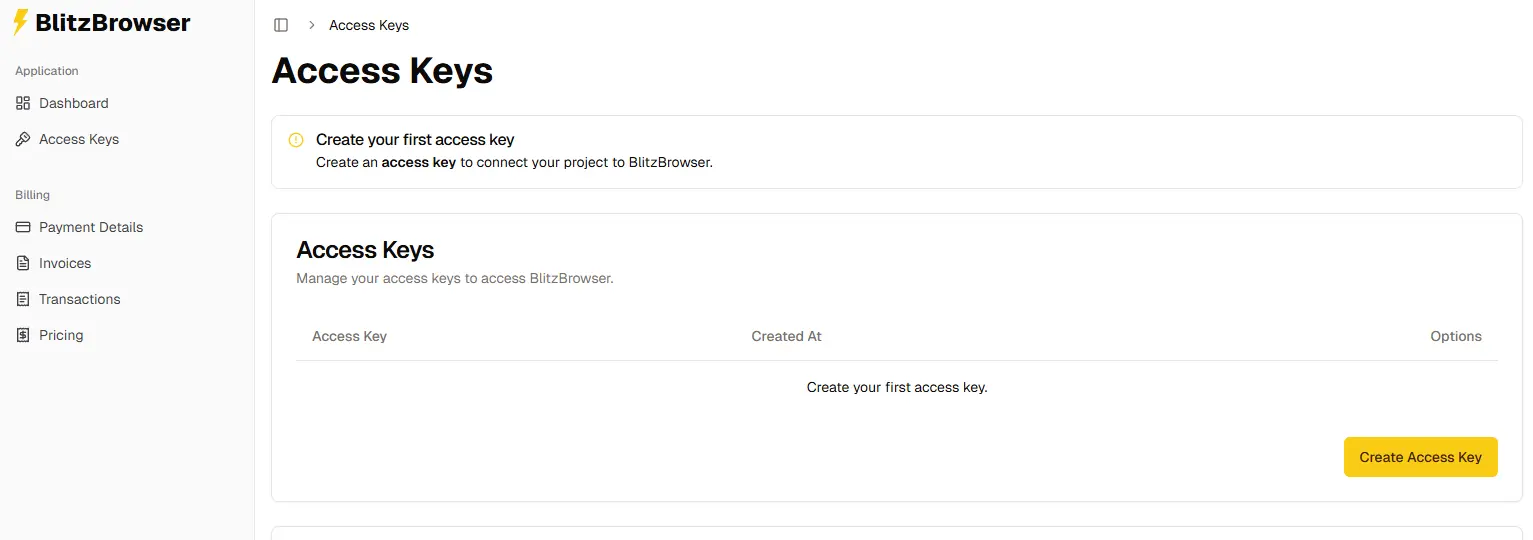 BlitzBrowser
Application
Dashboard
Access Keys
Billing
Payment Details
Invoices
Transactions
Pricing
Access Keys
Access Keys
Create your first access key
Create an access key to connect your project to BlitzBrowser.
Access Keys
Manage your access keys to access BlitzBrowser.
Access Key Created At Options
Create your first access key.
Create Access Key